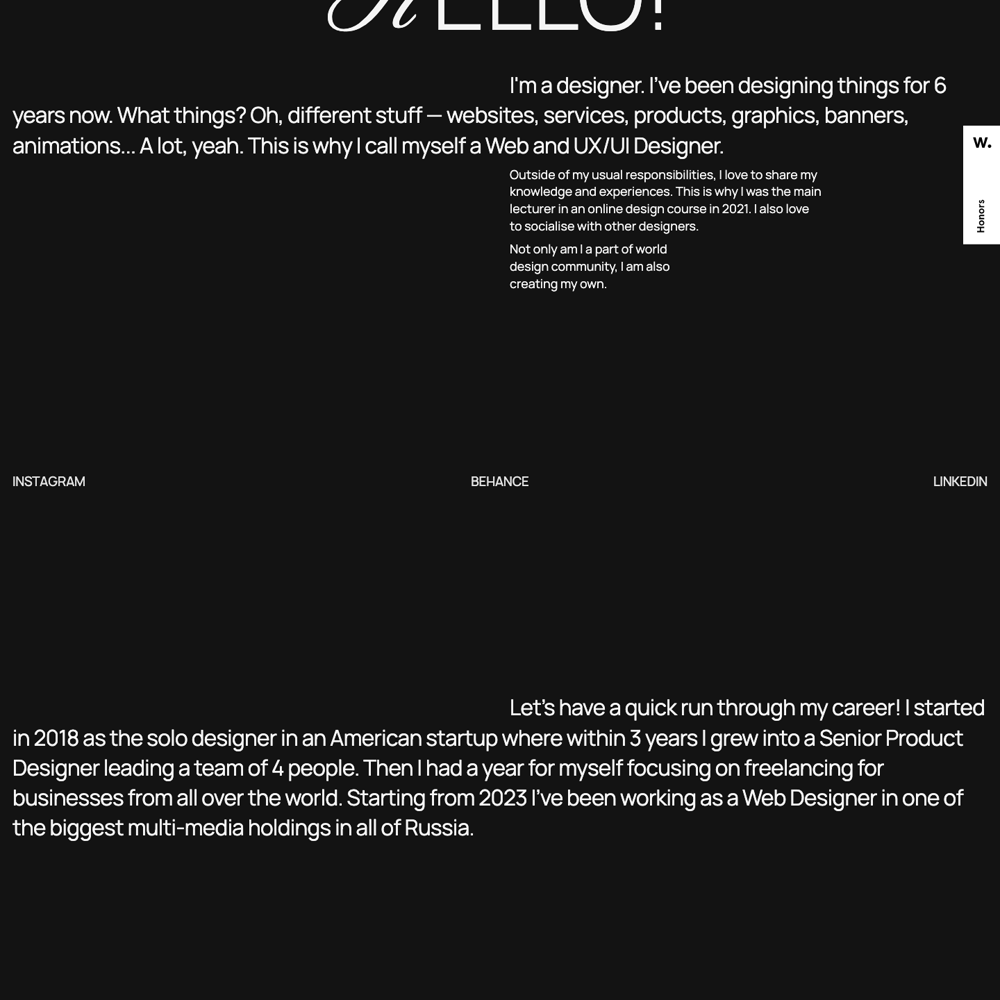 HELLO!
I'm a designer. I've been designing things for 6
years now. What things? Oh, different stuff — websites, services, products, graphics, banners,
animations... A lot, yeah. This is why I call myself a Web and UX/UI Designer.
W.
Honors
Outside of my usual responsibilities, I love to share my
knowledge and experiences. This is why I was the main
lecturer in an online design course in 2021. I also love
to socialise with other designers.
Not only am I a part of world
design community, I am also
creating my own.
INSTAGRAM
BEHANCE
LINKEDIN
Let's have a quick run through my career! I started
in 2018 as the solo designer in an American startup where within 3 years I grew into a Senior Product
Designer leading a team of 4 people. Then I had a year for myself focusing on freelancing for
businesses from all over the world. Starting from 2023 I've been working as a Web Designer in one of
the biggest multi-media holdings in all of Russia.